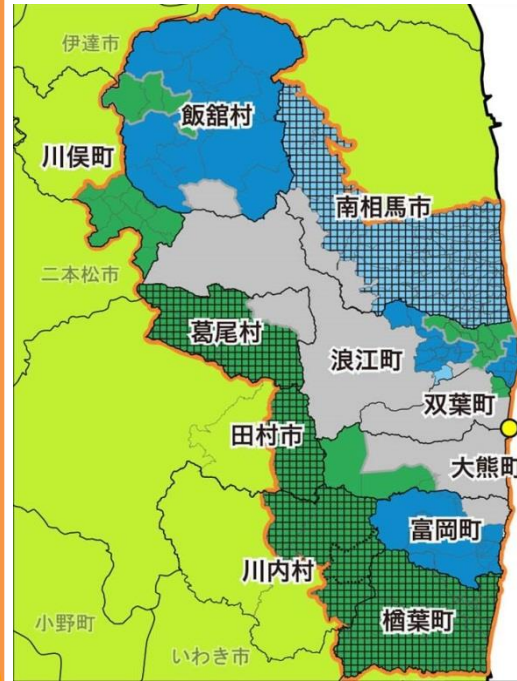 伊達市
飯舘村
川俣町
南相馬市
二本松市
葛尾村
浪江町
双葉町
田村市
大熊町
富岡町
川内村
楢葉町
小野町
いわき市